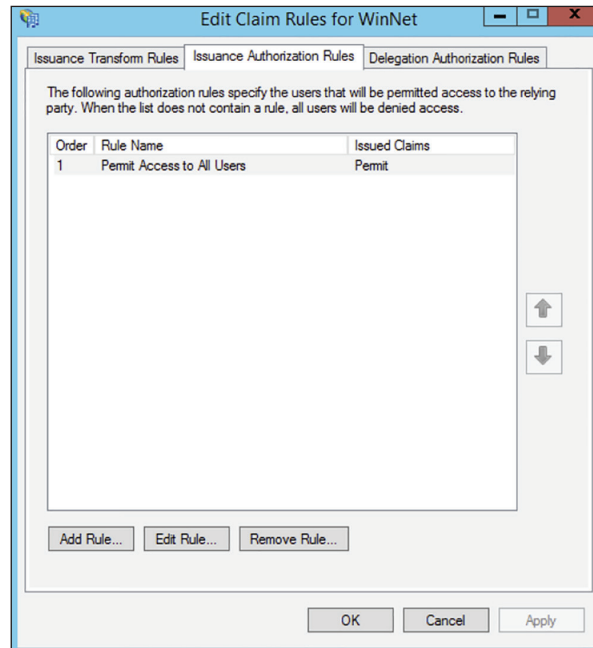 Edit Claim Rules for WinNet
Issuance Transform Rules Issuance Authorization Rules Delegation Authorization Rules
The following authorization rules specify the users that will be permitted access to the relying
party. When the list does not contain a rule, all users will be denied access.
Order Rule Name Issued Claims
1 Permit Access to All Users Permit
Add Rule... Edit Rule... Remove Rule...
OK Cancel Apply